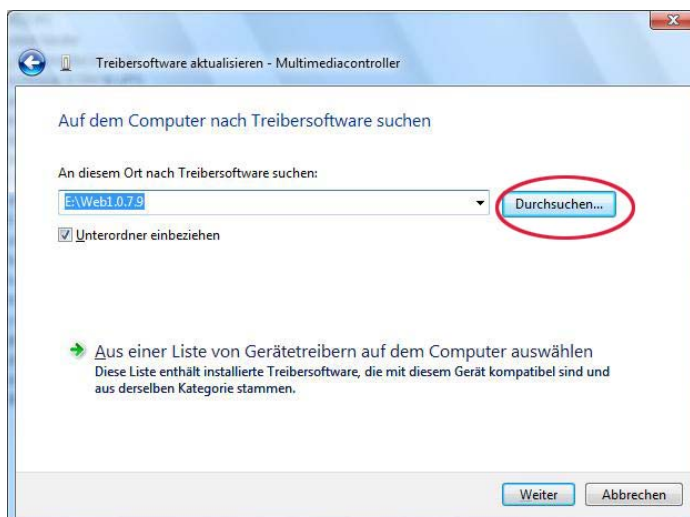 Treibersoftware aktualisieren - Multimediacontroller
Auf dem Computer nach Treibersoftware suchen
An diesem Ort nach Treibersoftware suchen:
E:\Web1.0.7.9
Durchsuchen...
Unterordner einbeziehen
Aus einer Liste von Gerätetreibern auf dem Computer auswählen
Diese Liste enthält installierte Treibersoftware, die mit diesem Gerät kompatibel sind und
aus derselben Kategorie stammen.
Weiter
Abbrechen